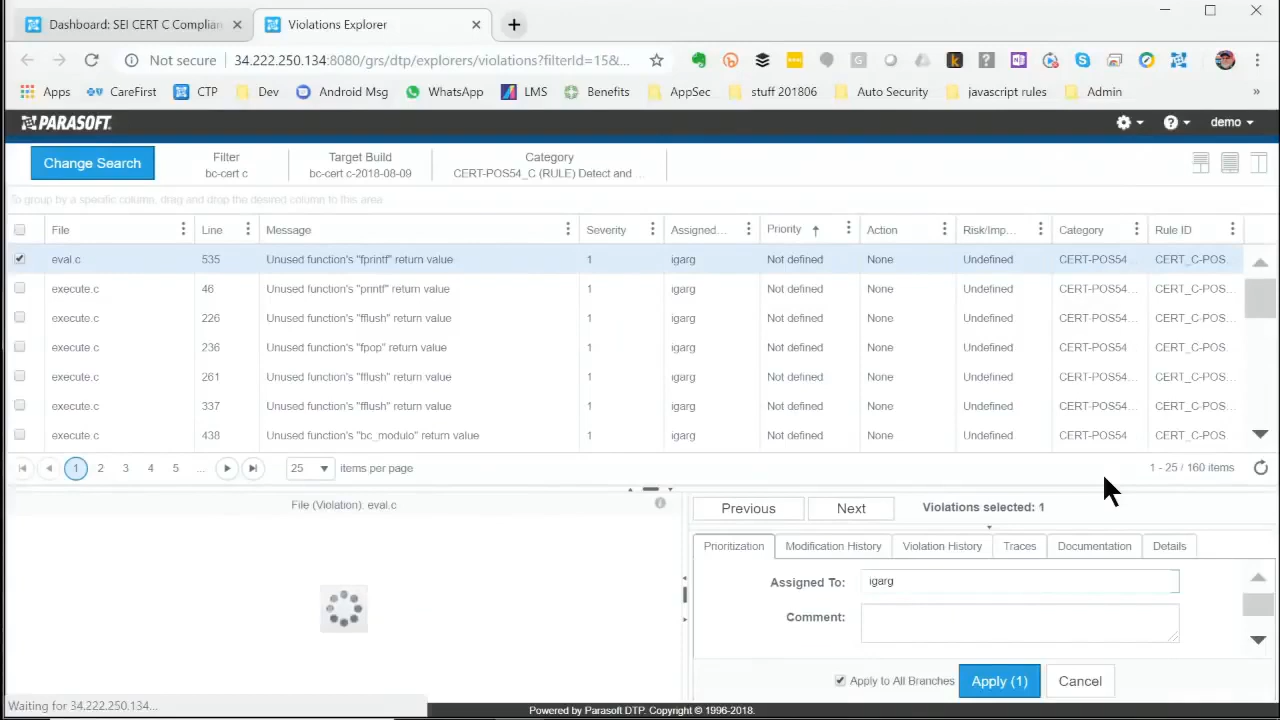 Dashboard: SEI CERT C Complian
Violations Explorer
Not secure
34.222.250.134:8080/grs/dtp/explorers/violations?filterId=15&...
Apps
CareFirst
CTP
Dev
Android Msg
WhatsApp
LMS
Benefits
AppSec
stuff 201806
Auto Security
javascript rules
Admin
»
PARASOFT
demo
Change Search
Filter
bc-cert c
Target Build
bc-cert c-2018-08-09
Category
CERT-POS54_C (RULE) Detect and ...
To group by a specific column, drag and drop the desired column to this area
File Line Message Severity Assigned... Priority Action Risk/Imp... Category Rule ID
eval.c 535 Unused function's "fprintf" return value 1 igarg Not defined None Undefined CERT-POS54... CERT_C-POS...
execute.c 46 Unused function's "printf" return value 1 igarg Not defined None Undefined CERT-POS54... CERT_C-POS...
execute.c 226 Unused function's "fflush" return value 1 igarg Not defined None Undefined CERT-POS54... CERT_C-POS...
execute.c 236 Unused function's "fpop" return value 1 igarg Not defined None Undefined CERT-POS54... CERT_C-POS...
execute.c 261 Unused function's "fflush" return value 1 igarg Not defined None Undefined CERT-POS54... CERT_C-POS...
execute.c 337 Unused function's "fflush" return value 1 igarg Not defined None Undefined CERT-POS54... CERT_C-POS...
execute.c 438 Unused function's "bc_modulo" return value 1 igarg Not defined None Undefined CERT-POS54 CERT_C-POS...
1 2 3 4 5 ... 25 items per page
1 - 25 / 160 items
File (Violation): eval.c
Previous
Next
Violations selected: 1
Prioritization
Modification History
Violation History
Traces
Documentation
Details
Assigned To: igarg
Comment:
Apply to All Branches
Apply (1)
Cancel
Waiting for 34.222.250.134...
Powered by Parasoft DTP. Copyright © 1996-2018.